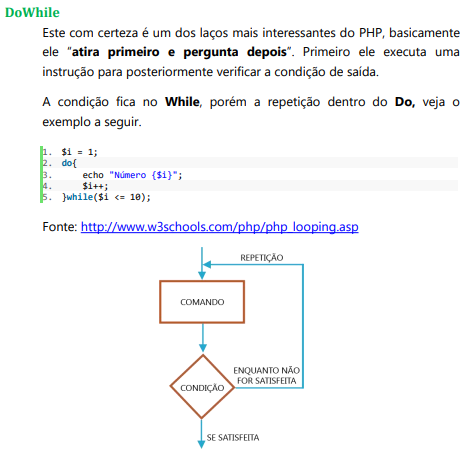 DoWhile
Este com certeza é um dos laços mais interessantes do PHP, basicamente
ele "atira primeiro e pergunta depois". Primeiro ele executa uma
instrução para posteriormente verificar a condição de saída.
A condição fica no While, porém a repetição dentro do Do, veja o
exemplo a seguir.
1. $i = 1;
2. do{
3. echo "Número {$i}";
4. $i++;
5. }while($i <= 10);
Fonte: http://www.w3schools.com/php/php_looping.asp
REPETIÇÃO
COMANDO
ENQUANTO NÃO
FOR SATISFEITA
CONDIÇÃO
SE SATISFEITA